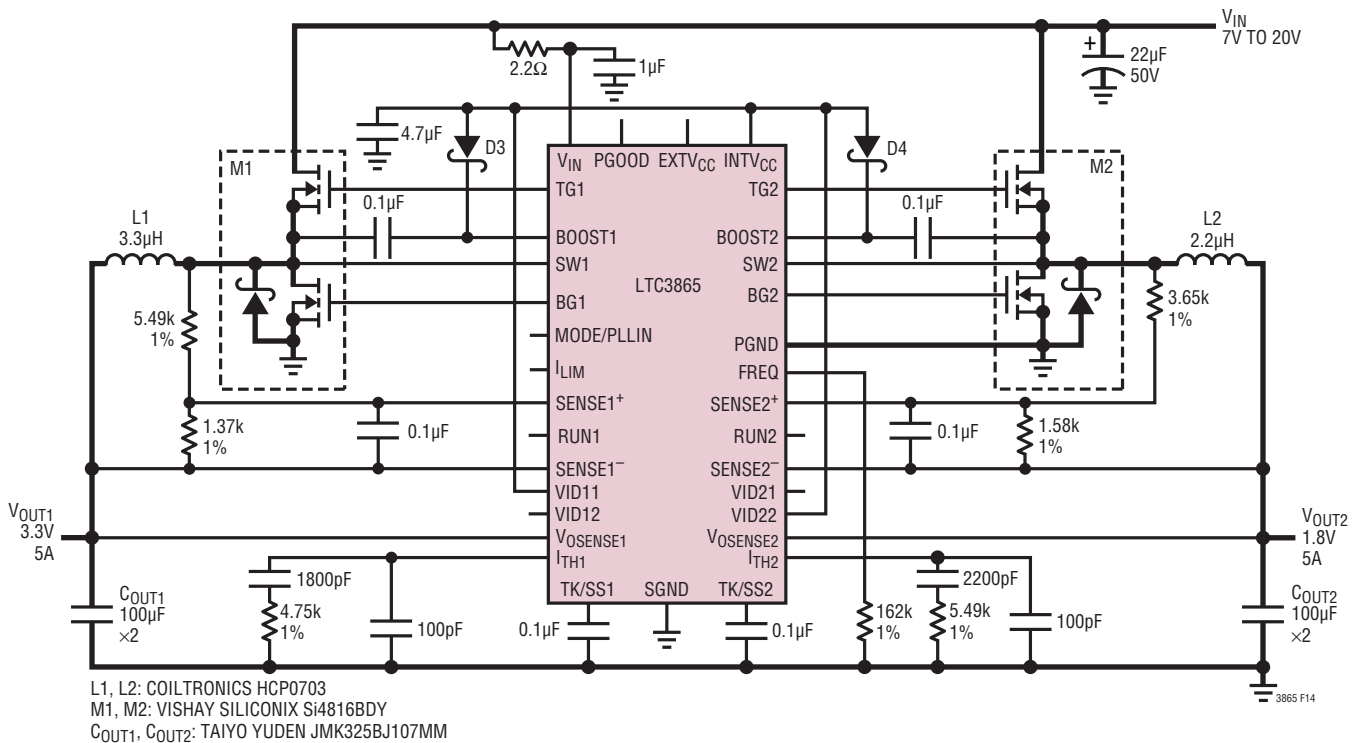 VIN
7V TO 20V
2.2Ω
1µF
+
22µF
50V
4.7µF
D3
D4
M1
M2
VIN
PGOOD
EXTVCC
INTVCC
TG1
TG2
0.1µF
0.1µF
L1
3.3µH
L2
2.2µH
BOOST1
BOOST2
SW1
SW2
LTC3865
BG1
BG2
5.49k
1%
3.65k
1%
MODE/PLLIN
PGND
ILIM
FREQ
SENSE1+
SENSE2+
1.37k
1%
0.1µF
0.1µF
1.58k
1%
RUN1
RUN2
SENSE1–
SENSE2–
VID11
VID21
VID12
VID22
VOUT1
3.3V
5A
VOUT2
1.8V
5A
VOSENSE1
VOSENSE2
ITH1
ITH2
1800pF
2200pF
TK/SS1
SGND
TK/SS2
COUT1
100µF
×2
4.75k
1%
100pF
0.1µF
0.1µF
162k
1%
5.49k
1%
100pF
COUT2
100µF
×2
L1, L2: COILTRONICS HCP0703
M1, M2: VISHAY SILICONIX Si4816BDY
COUT1, COUT2: TAIYO YUDEN JMK325BJ107MM
3865 F14